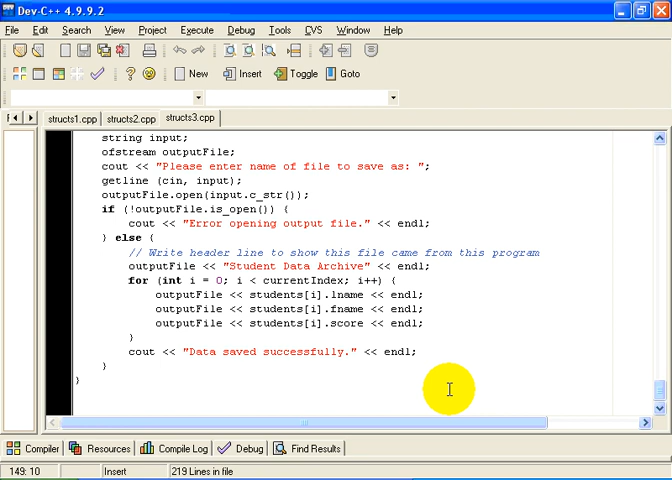 Dev-C++ 4.9.9.2
File Edit Search View Project Execute Debug Tools CVS Window Help
New Insert Toggle Goto
structs1.cpp structs2.cpp structs3.cpp
string input;
ofstream outputFile;
cout << "Please enter name of file to save as: ";
getline (cin, input);
outputFile.open(input.c_str());
if (!outputFile.is_open()) {
cout << "Error opening output file." << endl;
} else {
// Write header line to show this file came from this program
outputFile << "Student Data Archive" << endl;
for (int i = 0; i < currentIndex; i++) {
outputFile << students[i].lname << endl;
outputFile << students[i].fname << endl;
outputFile << students[i].score << endl;
}
cout << "Data saved successfully." << endl;
}
}
Compiler Resources Compile Log Debug Find Results
149: 10 Insert 219 Lines in file